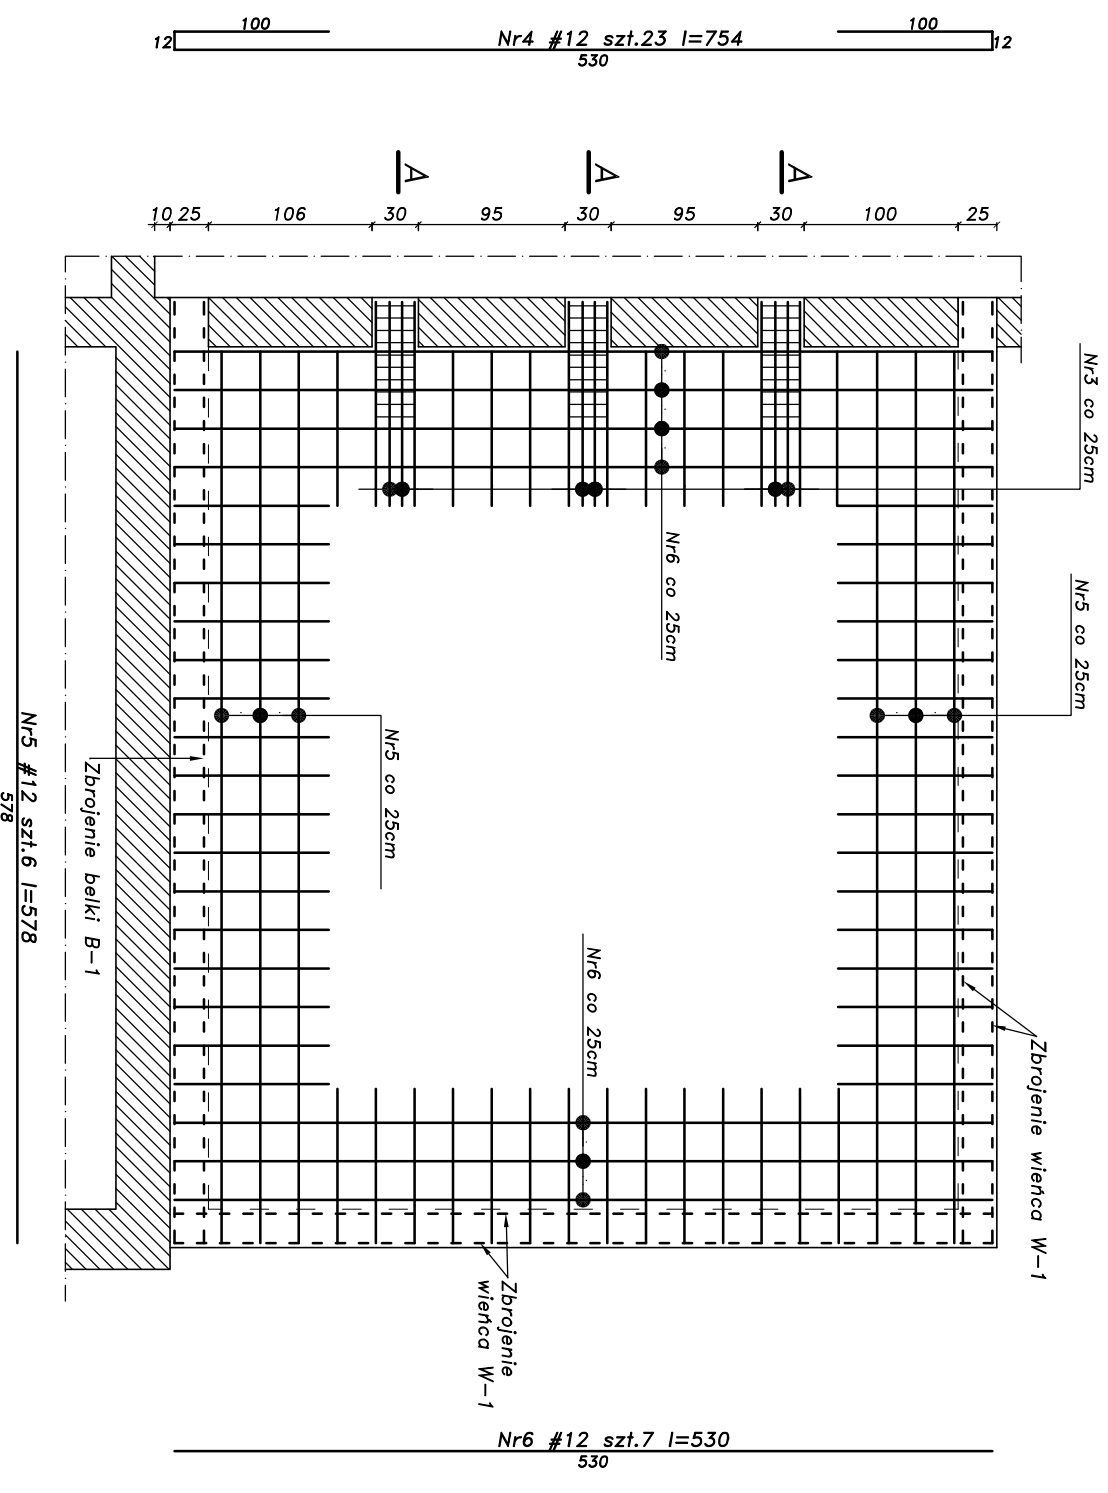 100
100
12
Nr4 #12 szt.23 l=754
12
530
A
A
A
10
25
106
30
95
30
95
30
100
25
Nr3 co 25cm
Nr6 co 25cm
Nr5 co 25cm
Nr5 co 25cm
Nr5 #12 szt.6 l=578
578
Zbrojenie belki B-1
Nr6 co 25cm
Zbrojenie wieńca W-1
Zbrojenie
wieńca W-1
Nr6 #12 szt.7 l=530
530